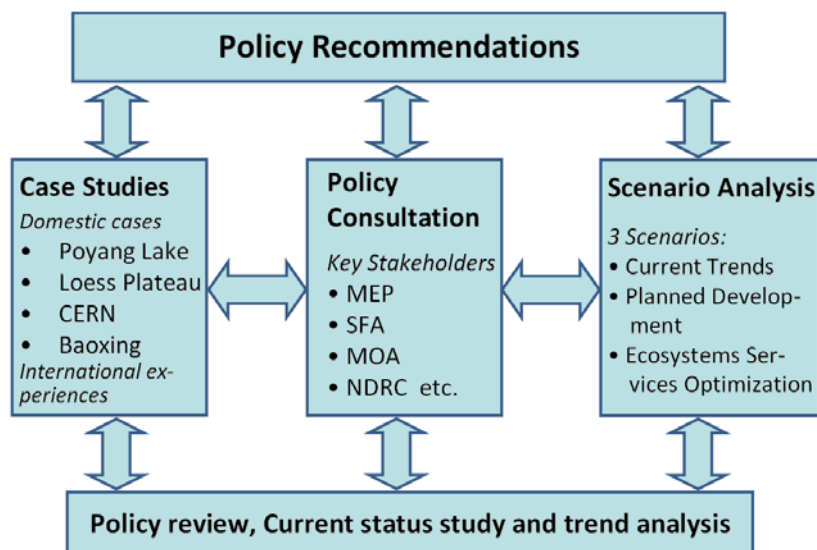 Policy Recommendations
Case Studies
Domestic cases
• Poyang Lake
• Loess Plateau
• CERN
• Baoxing
International ex-
periences
Policy
Consultation
Key Stakeholders
• MEP
• SFA
• MOA
• NDRC etc.
Scenario Analysis
3 Scenarios:
• Current Trends
• Planned Develop-
ment
• Ecosystems Ser-
vices Optimization
Policy review, Current status study and trend analysis